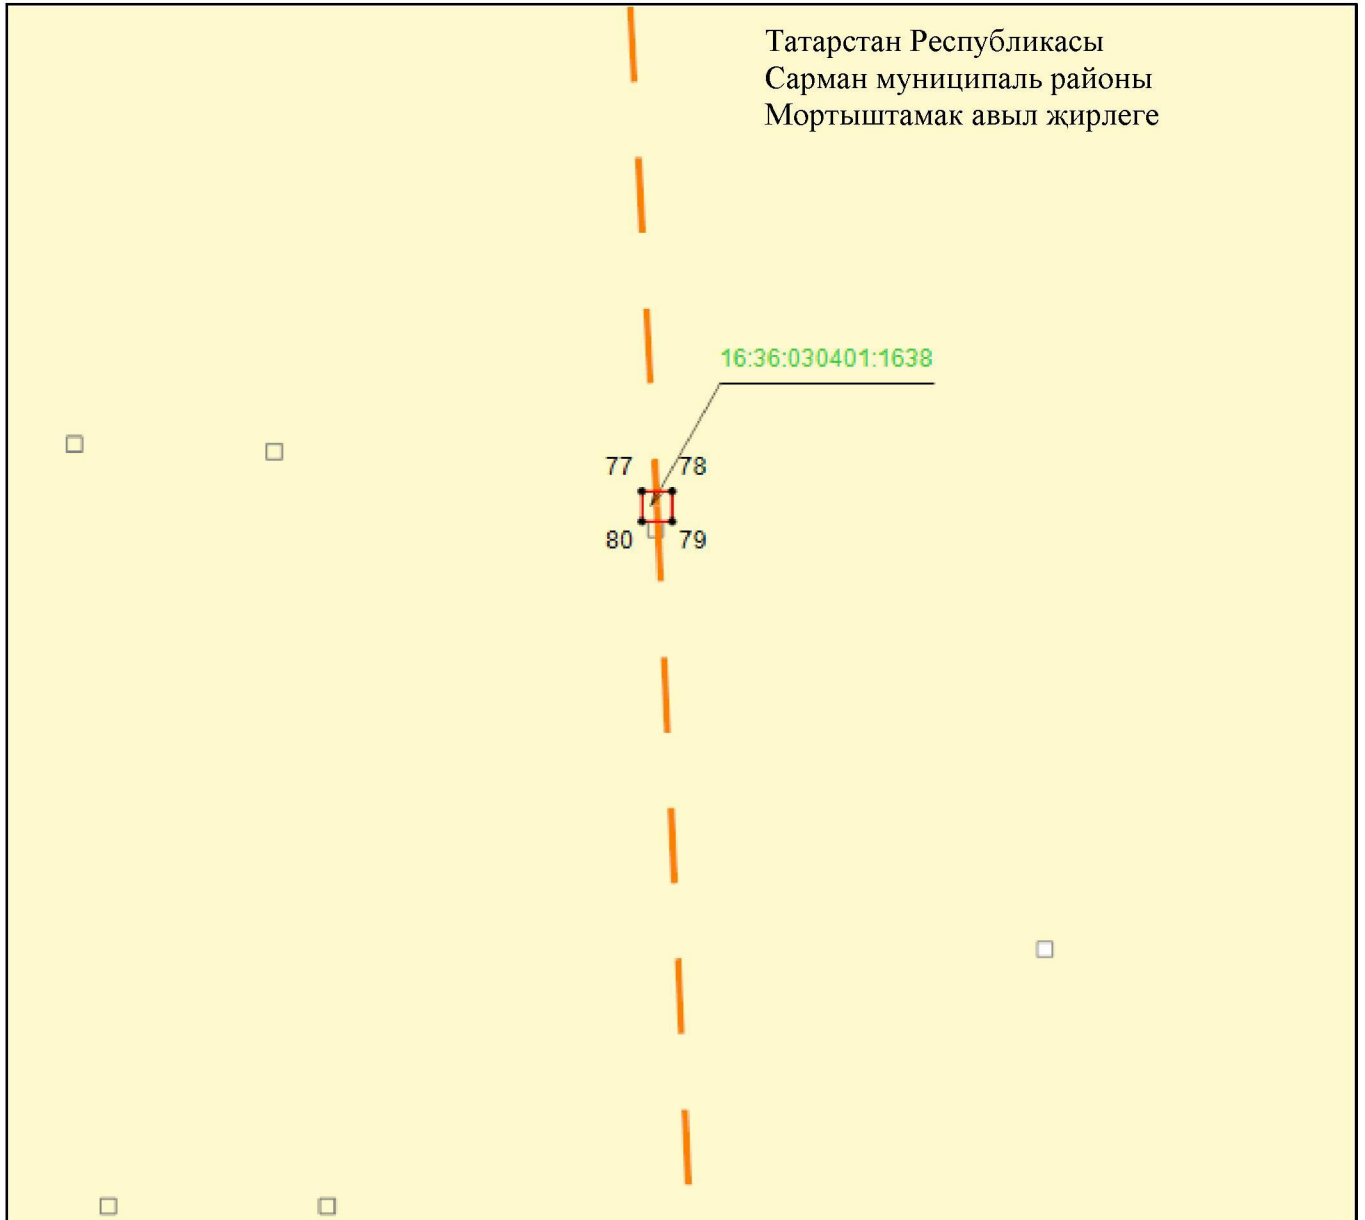 Татарстан Республикасы
Сарман муниципаль районы
Мортыштамак авыл җирлеге
16:36:030401:1638
77 78
80 79